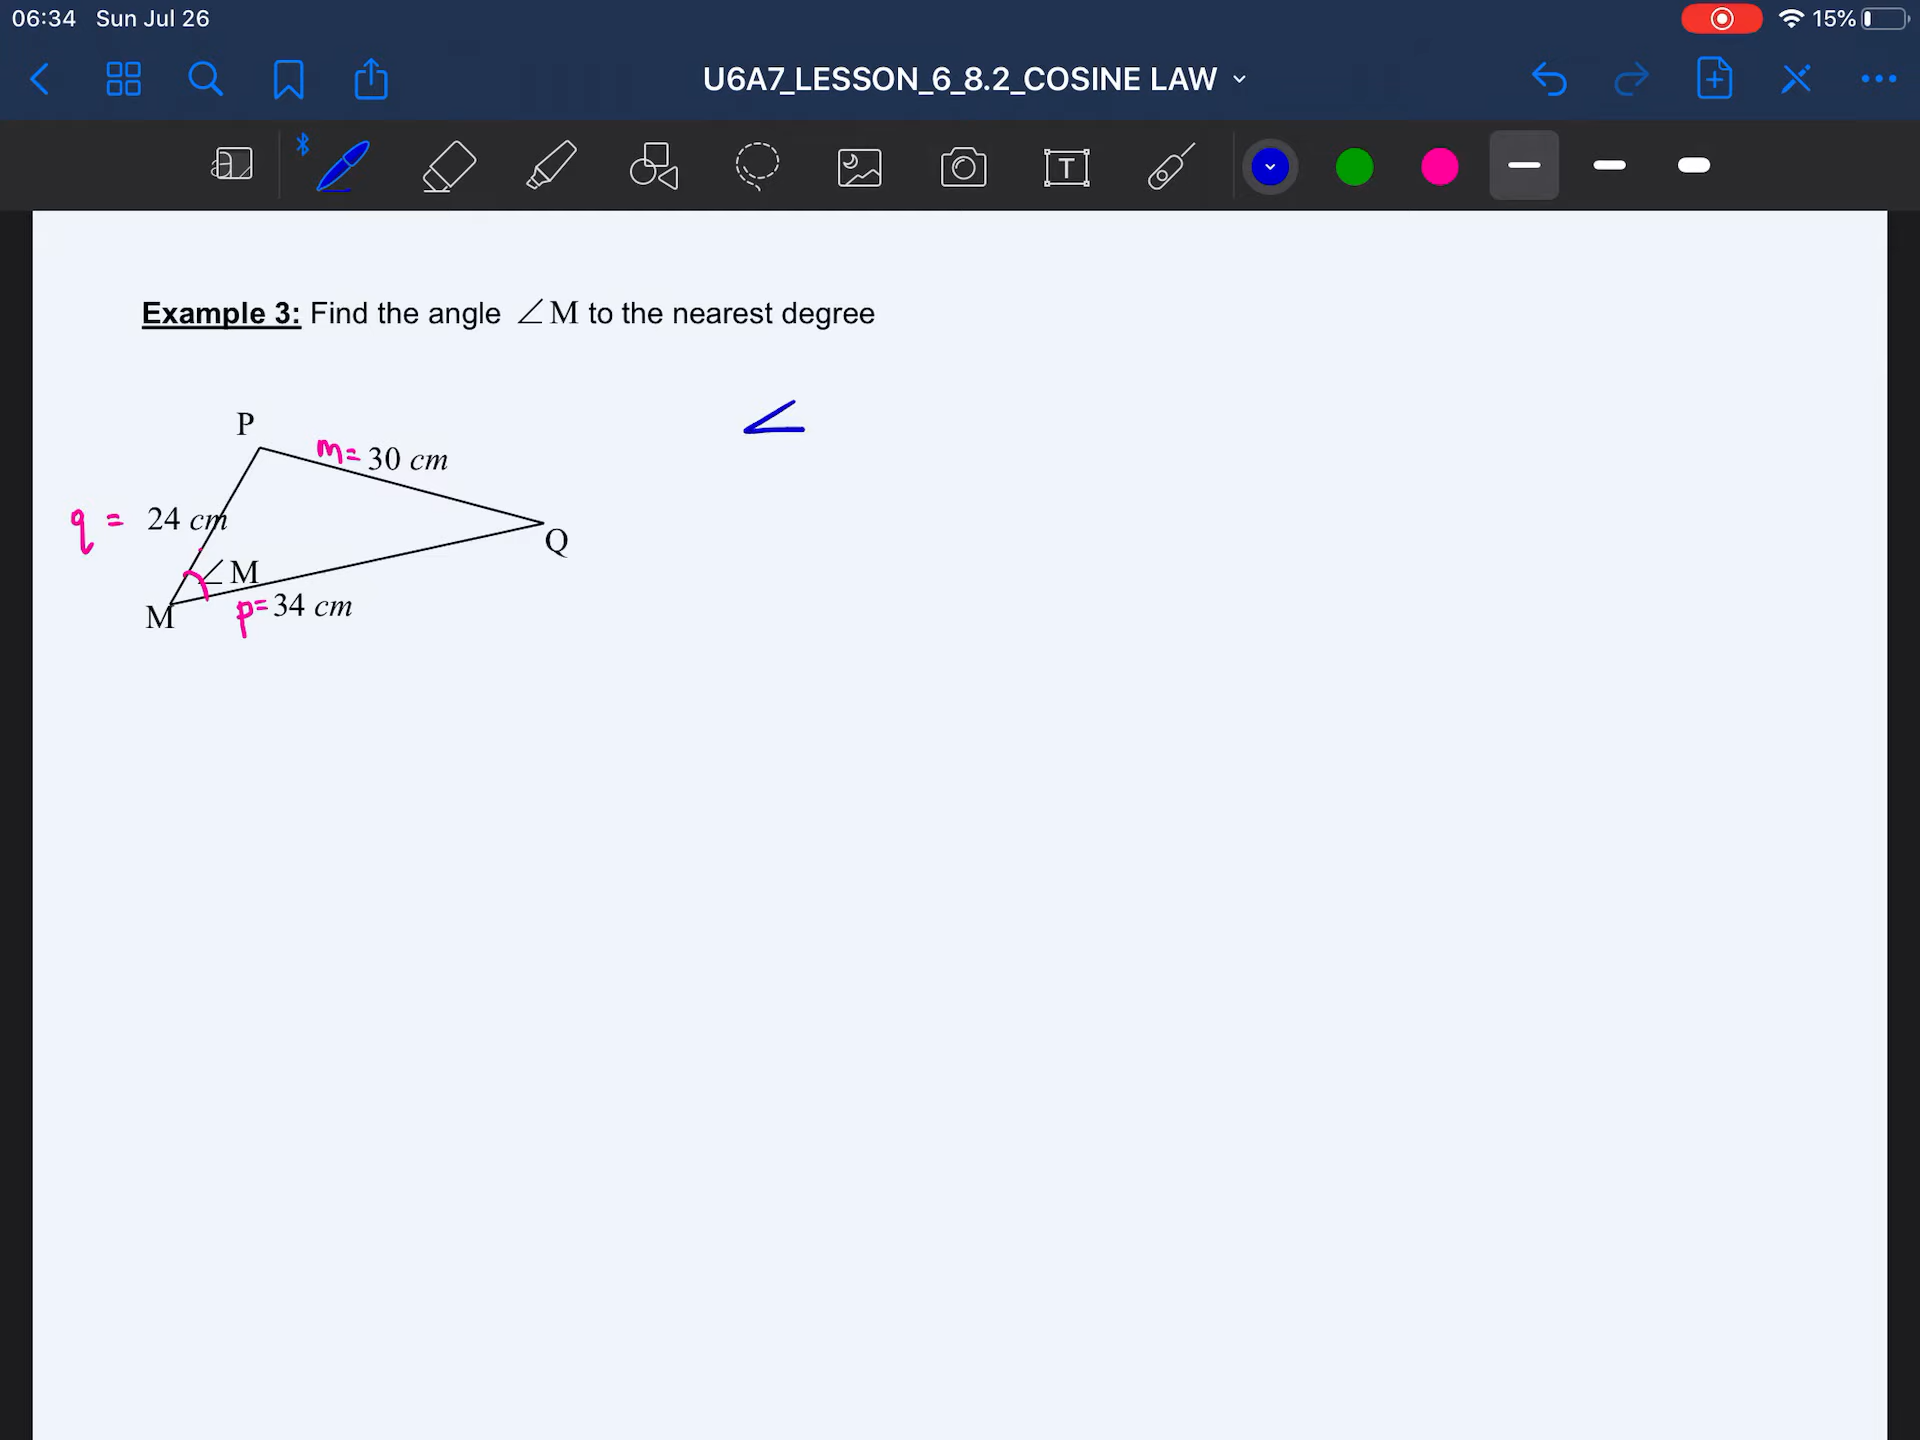 06:34 Sun Jul 26 15%
U6A7_LESSON_6_8.2_COSINE LAW
a T
Example 3: Find the angle ∠M to the nearest degree
P
m= 30 cm
∠
q = 24 cm
Q
∠M
M
p= 34 cm